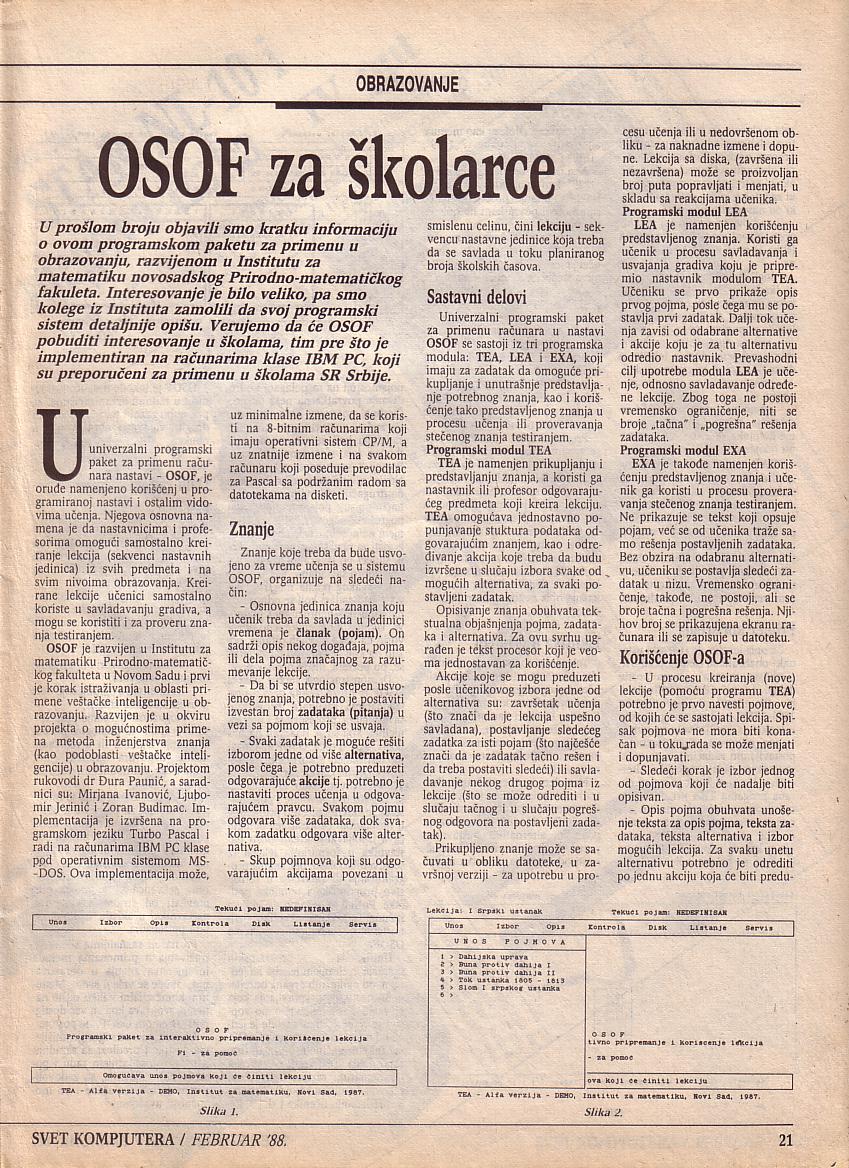 OBRAZOVANJE
OSOF za školarce
U prošlom broju objavili smo kratku informaciju
o ovom programskom paketu za primenu u
obrazovanju, razvijenom u Institutu za
matematiku novosadskog Prirodno-matematičkog
fakulteta. Interesovanje je bilo veliko, pa smo
kolege iz Instituta zamolili da svoj programski
sistem detaljnije opišu. Verujemo da će OSOF
pobuditi interesovanje u školama, tim pre što je
implementiran na računarima klase IBM PC, koji
su preporučeni za primenu u školama SR Srbije.
U univerzalni programski
paket za primenu raču-
nara nastavi – OSOF, je
oruđe namenjeno korišćenj u pro-
gramiranoj nastavi i ostalim vido-
vima učenja. Njegova osnovna na-
mena je da nastavnicima i profe-
sorima omogući samostalno krei-
ranje lekcija (sekvenci nastavnih
jedinica) iz svih predmeta i na
svim nivoima obrazovanja. Krei-
rane lekcije učenici samostalno
koriste u savladavanju gradiva, a
mogu se koristiti i za proveru zna-
nja testiranjem.
OSOF je razvijen u Institutu za
matematiku Prirodno-matematič-
kog fakulteta u Novom Sadu i prvi
je korak istraživanja u oblasti pri-
mene veštačke inteligencije u ob-
razovanju. Razvijen je u okviru
projekta o mogućnostima prime-
na metoda inženjerstva znanja
(kao podoblasti veštačke inteli-
gencije) u obrazovanju. Projektom
rukovodi dr Đura Paunić, a sarad-
nici su: Mirjana Ivanović, Ljubo-
mir Jerinić i Zoran Budimac. Im-
plementacija je izvršena na pro-
gramskom jeziku Turbo Pascal i
radi na računarima IBM PC klase
pod operativnim sistemom MS-
-DOS. Ova implementacija može,
uz minimalne izmene, da se koris-
ti na 8-bitnim računarima koji
imaju operativni sistem CP/M, a
uz znatnije izmene i na svakom
računaru koji poseduje prevodilac
za Pascal sa podržanim radom sa
datotekama na disketi.
Znanje
Znanje koje treba da bude usvo-
jeno za vreme učenja se u sistemu
OSOF, organizuje na sledeći na-
čin:
– Osnovna jedinica znanja koju
učenik treba da savlada u jedinici
vremena je članak (pojam). On
sadrži opis nekog događaja, pojma
ili dela pojma značajnog za razu-
mevanje lekcije.
– Da bi se utvrdio stepen usvo-
jenog znanja, potrebno je postaviti
izvestan broj zadataka (pitanja) u
vezi sa pojmom koji se usvaja.
– Svaki zadatak je moguće rešiti
izborom jedne od više alternativa,
posle čega je potrebno preduzeti
odgovarajuće akcije tj. potrebno je
nastaviti proces učenja u odgova-
rajućem pravcu. Svakom pojmu
odgovara više zadataka, dok sva-
kom zadatku odgovara više alter-
nativa.
– Skup pojmnova koji su odgo-
varajućim akcijama povezani u
smislenu celinu, čini lekciju – sek-
vencu nastavne jedinice koja treba
da se savlada u toku planiranog
broja školskih časova.
Sastavni delovi
Univerzalni programski paket
za primenu računara u nastavi
OSOF se sastoji iz tri programska
modula: TEA, LEA i EXA, koji
imaju za zadatak da omoguće pri-
kupljanje i unutrašnje predstavlja-
nje potrebnog znanja, kao i koriš-
ćenje tako predstavljenog znanja u
procesu učenja ili proveravanja
stečenog znanja testiranjem.
Programski modul TEA
TEA je namenjen prikupljanju i
predstavljanju znanja, a koristi ga
nastavnik ili profesor odgovaraju-
ćeg predmeta koji kreira lekciju.
TEA omogućava jednostavno po-
punjavanje stuktura podataka od-
govarajućim znanjem, kao i odre-
đivanje akcija koje treba da budu
izvršene u slučaju izbora svake od
mogućih alternativa, za svaki po-
stavljeni zadatak.
Opisivanje znanja obuhvata tek-
stualna objašnjenja pojma, zadata-
ka i alternativa. Za ovu svrhu ug-
rađen je tekst procesor koji je veo-
ma jednostavan za korišćenje.
Akcije koje se mogu preduzeti
posle učenikovog izbora jedne od
alternativa su: završetak učenja
(što znači da je lekcija uspešno
savladana), postavljanje sledećeg
zadatka za isti pojam (što najčešće
znači da je zadatak tačno rešen i
da treba postaviti sledeći) ili savla-
davanje nekog drugog pojma iz
lekcije (što se može odrediti i u
slučaju tačnog i u slučaju pogreš-
nog odgovora na postavljeni zada-
tak).
Prikupljeno znanje može se sa-
čuvati u obliku datoteke, u za-
vršnoj verziji – za upotrebu u pro-
cesu učenja ili u nedovršenom ob-
liku – za naknadne izmene i dopu-
ne. Lekcija sa diska, (završena ili
nezavršena) može se proizvoljan
broj puta popravljati i menjati, u
skladu sa reakcijama učenika.
Programski modul LEA
LEA je namenjen korišćenju
predstavljenog znanja. Koristi ga
učenik u procesu savladavanja i
usvajanja gradiva koju je pripre-
mio nastavnik modulom TEA.
Učeniku se prvo prikaže opis
prvog pojma, posle čega mu se po-
stavlja prvi zadatak. Dalji tok uče-
nja zavisi od odabrane alternative
i akcije koju je za tu alternativu
odredio nastavnik. Prevashodni
cilj upotrebe modula LEA je uče-
nje, odnosno savladavanje određe-
ne lekcije. Zbog toga ne postoji
vremensko ograničenje, niti se
broje „tačna" i „pogrešna" rešenja
zadataka.
Programski modul EXA
EXA je takođe namenjen koriš-
ćenju predstavljenog znanja i uče-
nik ga koristi u procesu provera-
vanja stečenog znanja testiranjem.
Ne prikazuje se tekst koji opsuje
pojam, već se od učenika traže sa-
mo rešenja postavljenih zadataka.
Bez obzira na odabranu alternati-
vu, učeniku se postavlja sledeći za-
datak u nizu. Vremensko ograni-
čenje, takođe, ne postoji, ali se
broje tačna i pogrešna rešenja. Nji-
hov broj se prikazujena ekranu ra-
čunara ili se zapisuje u datoteku.
Korišćenje OSOF-a
– U procesu kreiranja (nove)
lekcije (pomoću programu TEA)
potrebno je prvo navesti pojmove,
od kojih će se sastojati lekcija. Spi-
sak pojmova ne mora biti kona-
čan – u toku rada se može menjati
i dopunjavati.
– Sledeći korak je izbor jednog
od pojmova koji će nadalje biti
opisivan.
– Opis pojma obuhvata unoše-
nje teksta za opis pojma, teksta za-
dataka, teksta alternativa i izbor
mogućih lekcija. Za svaku unetu
alternativu potrebno je odrediti
po jednu akciju koja će biti predu-
Tekući pojam: NEDEFINISAN
Unos Izbor Opis Kontrola Disk Listanje Servis
O S O F
Programski paket za interaktivno pripremanje i korišćenje lekcija
F1 - za pomoć
Omogućava unos pojmova koji će činiti lekciju
TEA - Alfa verzija - DEMO, Institut za matematiku, Novi Sad, 1987.
Slika 1.
Lekcija: I Srpski ustanak Tekući pojam: NEDEFINISAN
Unos Izbor Opis Kontrola Disk Listanje Servis
U N O S P O J M O V A
1 > Dahijska uprava
2 > Buna protiv dahija I
3 > Buna protiv dahija II
4 > Tok ustanka 1805 - 1813
5 > Slom I srpskog ustanka
6 >
O S O F
tivno pripremanje i koriscenje lekcija
- za pomoć
ova koji će činiti lekciju
TEA - Alfa verzija - DEMO, Institut za matematiku, Novi Sad, 1987.
Slika 2.
SVET KOMPJUTERA / FEBRUAR '88. 21